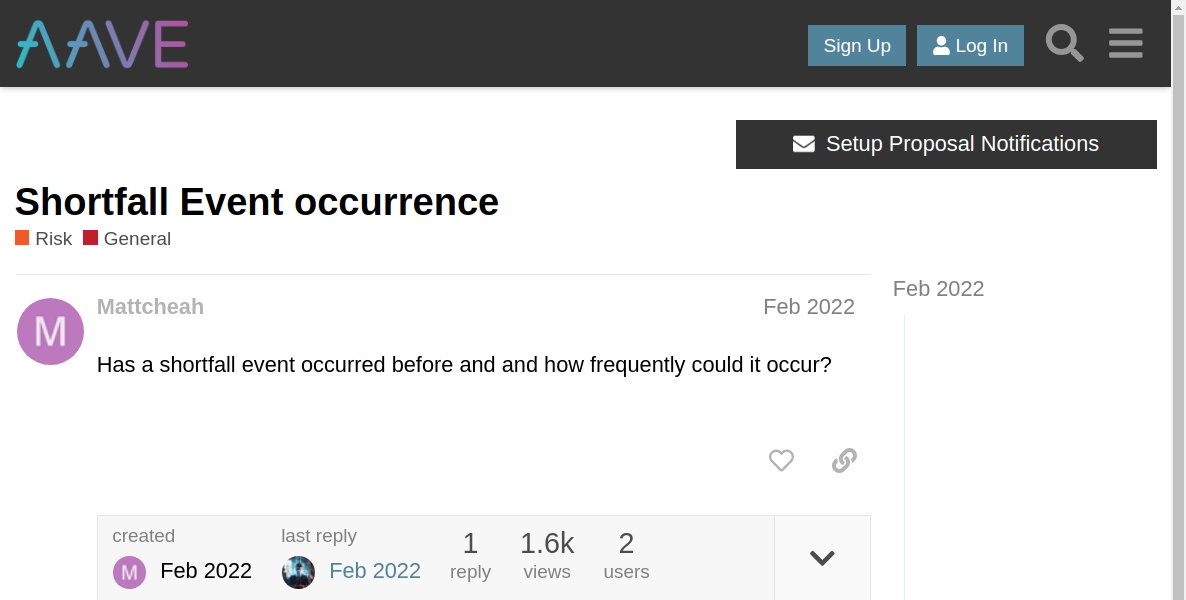 AAVE
Sign Up
Log In
Setup Proposal Notifications
Shortfall Event occurrence
Risk General
Feb 2022
M Mattcheah Feb 2022
Has a shortfall event occurred before and and how frequently could it occur?
created last reply 1 1.6k 2
M Feb 2022 Feb 2022 reply views users